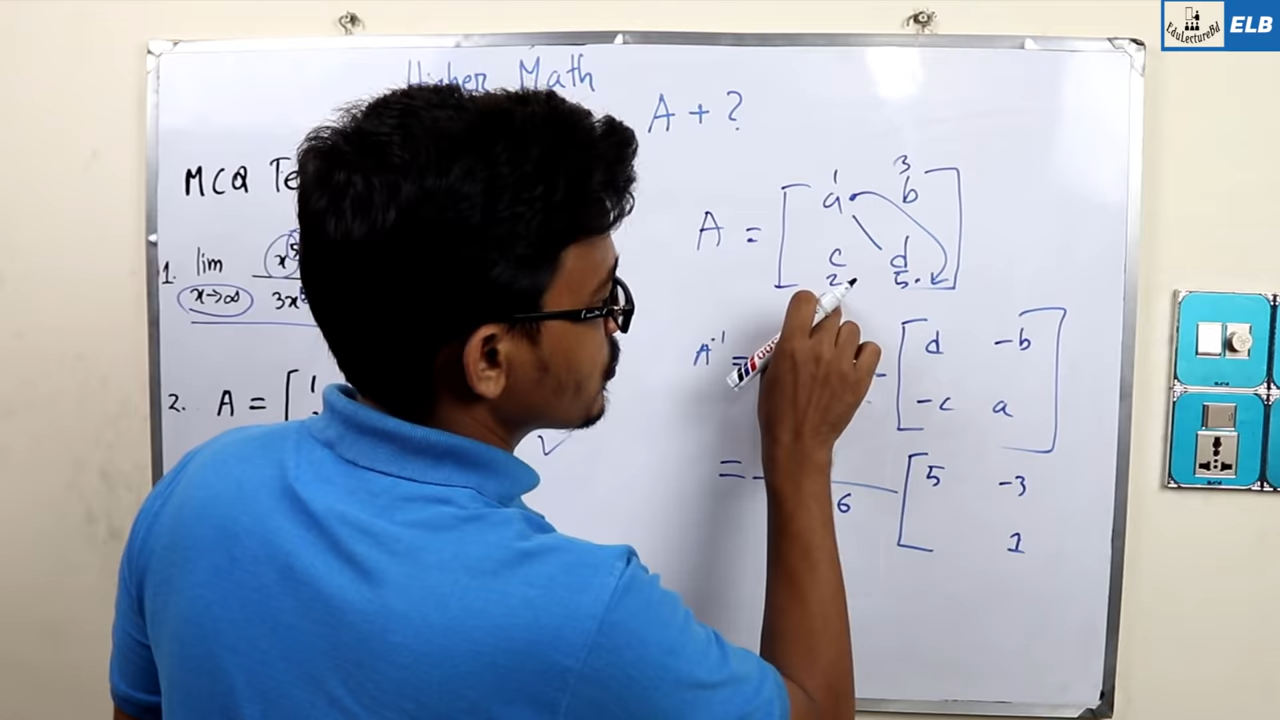 EduLectureBd ELB
Higher Math
A + ?
MCQ Te
1. lim x→∞ x⁵
3x
2. A = [ 1
A = [ a 1 b 3
c 2 d 5 ]
A⁻¹ = [ d -b
-c a ]
= 6 [ 5 -3
1